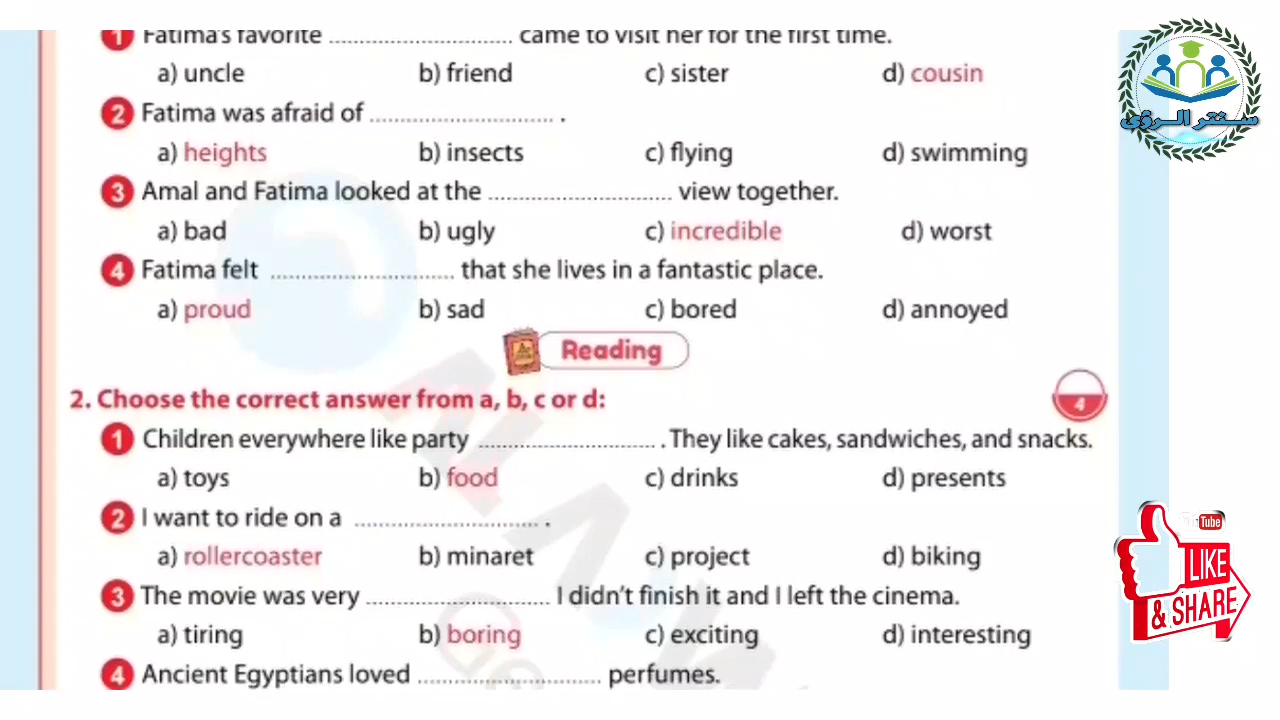 1 Fatima's favorite .............................. came to visit her for the first time.
a) uncle b) friend c) sister d) cousin
2 Fatima was afraid of .............................. .
a) heights b) insects c) flying d) swimming
3 Amal and Fatima looked at the .............................. view together.
a) bad b) ugly c) incredible d) worst
4 Fatima felt .............................. that she lives in a fantastic place.
a) proud b) sad c) bored d) annoyed
Reading
2. Choose the correct answer from a, b, c or d:
4
1 Children everywhere like party .............................. . They like cakes, sandwiches, and snacks.
a) toys b) food c) drinks d) presents
2 I want to ride on a .............................. .
a) rollercoaster b) minaret c) project d) biking
3 The movie was very .............................. I didn't finish it and I left the cinema.
a) tiring b) boring c) exciting d) interesting
4 Ancient Egyptians loved .............................. perfumes.
سنتر الرؤى
Tube
LIKE
& SHARE